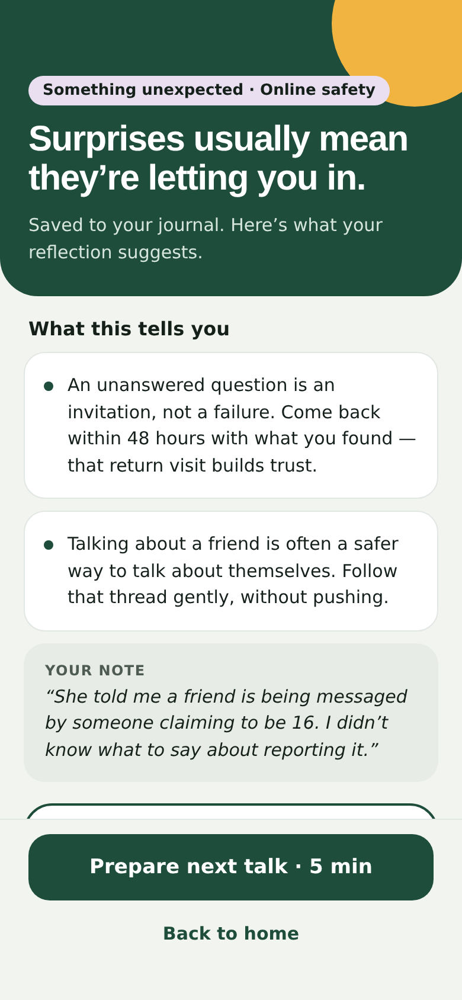 Something unexpected · Online safety
Surprises usually mean
they’re letting you in.
Saved to your journal. Here’s what your
reflection suggests.
What this tells you
An unanswered question is an
invitation, not a failure. Come back
within 48 hours with what you found —
that return visit builds trust.
Talking about a friend is often a safer
way to talk about themselves. Follow
that thread gently, without pushing.
YOUR NOTE
“She told me a friend is being messaged
by someone claiming to be 16. I didn’t
know what to say about reporting it.”
Prepare next talk · 5 min
Back to home